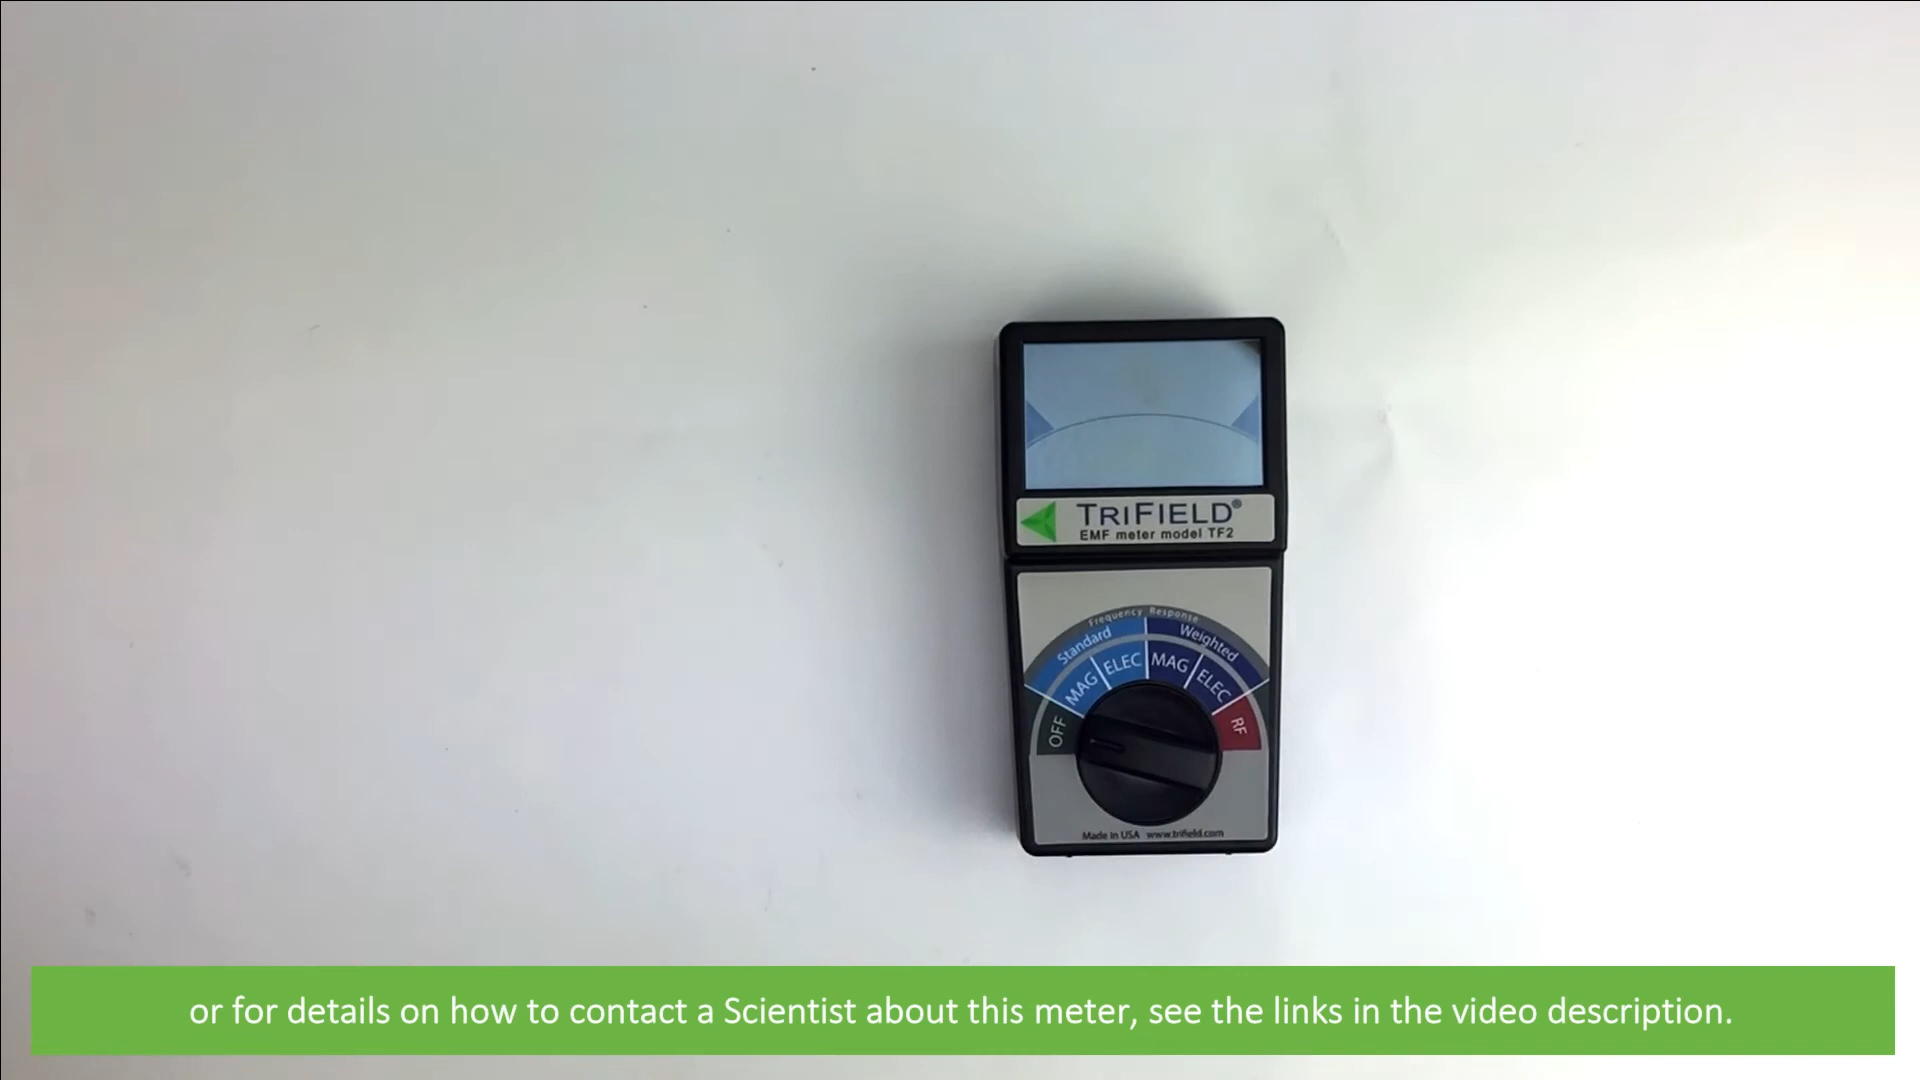 TRIFIELD®
EMF meter model TF2
Frequency Response
Standard
Weighted
OFF
MAG
ELEC
MAG
ELEC
RF
Made in USA www.trifield.com
or for details on how to contact a Scientist about this meter, see the links in the video description.